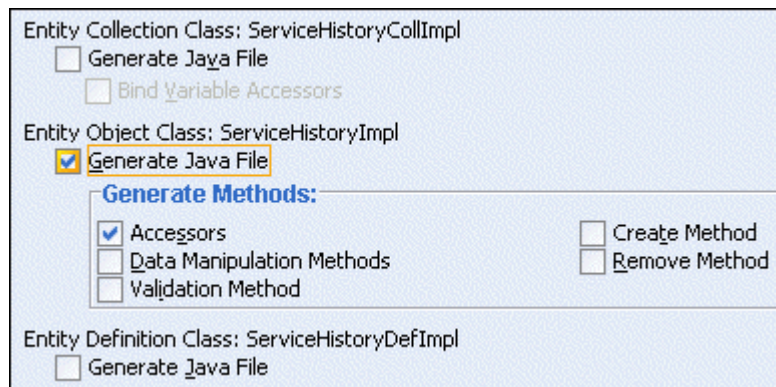 Entity Collection Class: ServiceHistoryCollImpl
Generate Java File
Bind Variable Accessors
Entity Object Class: ServiceHistoryImpl
Generate Java File
Generate Methods:
Accessors
Create Method
Data Manipulation Methods
Remove Method
Validation Method
Entity Definition Class: ServiceHistoryDefImpl
Generate Java File